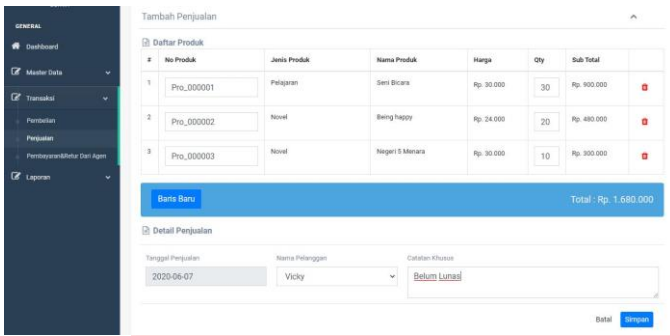 Tambah Penjualan
GENERAL
Dashboard
Master Data
Transaksi
Pembelian
Penjualan
Pembayaran&Retur Dari Agen
Laporan
Daftar Produk
# No Produk Jenis Produk Nama Produk Harga Qty Sub Total
1 Pro_000001 Pelajaran Seni Bicara Rp. 30.000 30 Rp. 900.000
2 Pro_000002 Novel Being happy Rp. 24.000 20 Rp. 480.000
3 Pro_000003 Novel Negeri 5 Menara Rp. 30.000 10 Rp. 300.000
Baris Baru Total : Rp. 1.680.000
Detail Penjualan
Tanggal Penjualan Nama Pelanggan Catatan Khusus
2020-06-07 Vicky Belum Lunas
Batal Simpan